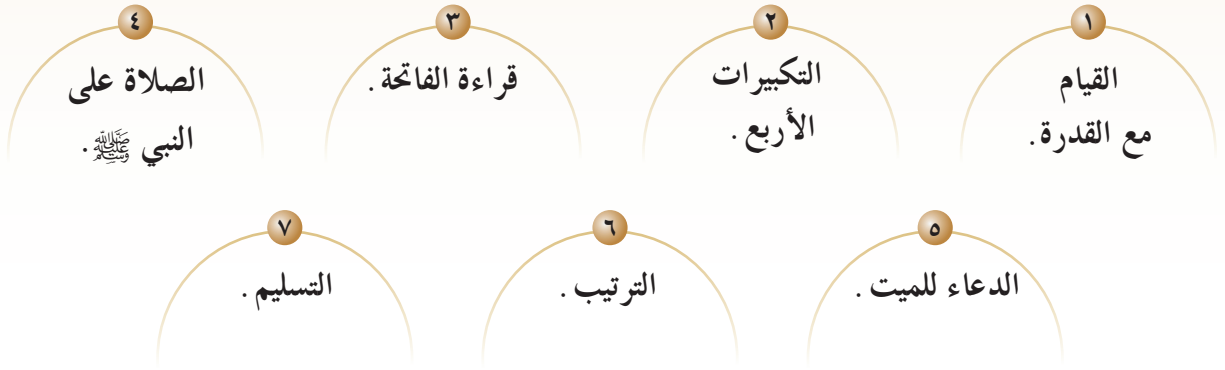 ١
القيام
مع القدرة.
٢
التكبيرات
الأربع.
٣
قراءة الفاتحة.
٤
الصلاة على
النبي ﷺ.
٥
الدعاء للميت.
٦
الترتيب.
٧
التسليم.